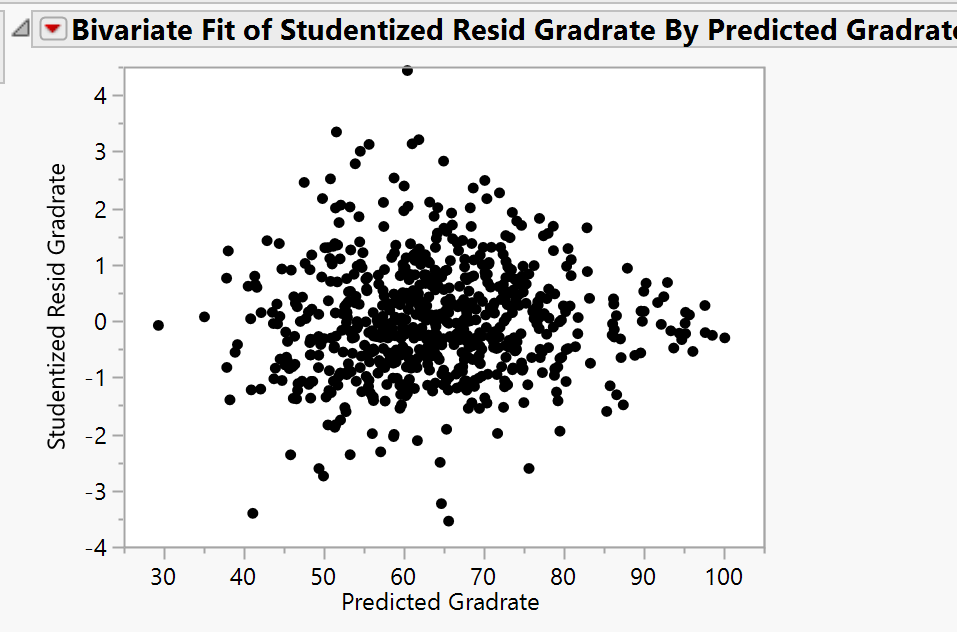 Bivariate Fit of Studentized Resid Gradrate By Predicted Gradrate
Studentized Resid Gradrate
4
3
2
1
0
-1
-2
-3
-4
30 40 50 60 70 80 90 100
Predicted Gradrate